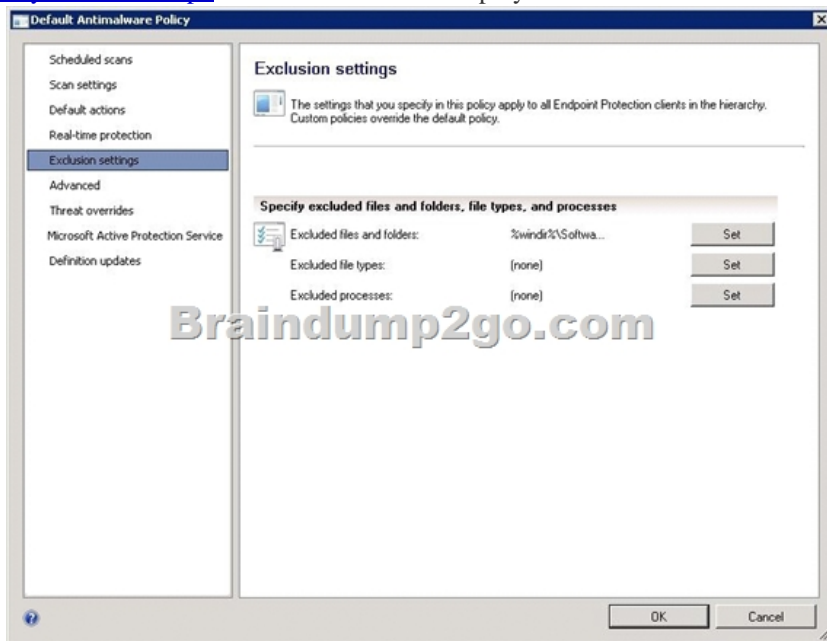 Default Antimalware Policy
Scheduled scans
Scan settings
Default actions
Real-time protection
Exclusion settings
Advanced
Threat overrides
Microsoft Active Protection Service
Definition updates
Exclusion settings
The settings that you specify in this policy apply to all Endpoint Protection clients in the hierarchy.
Custom policies override the default policy.
Specify excluded files and folders, file types, and processes
Excluded files and folders: %windir%\Softwa... Set
Excluded file types: (none) Set
Excluded processes: (none) Set
Braindump2go.com
OK Cancel